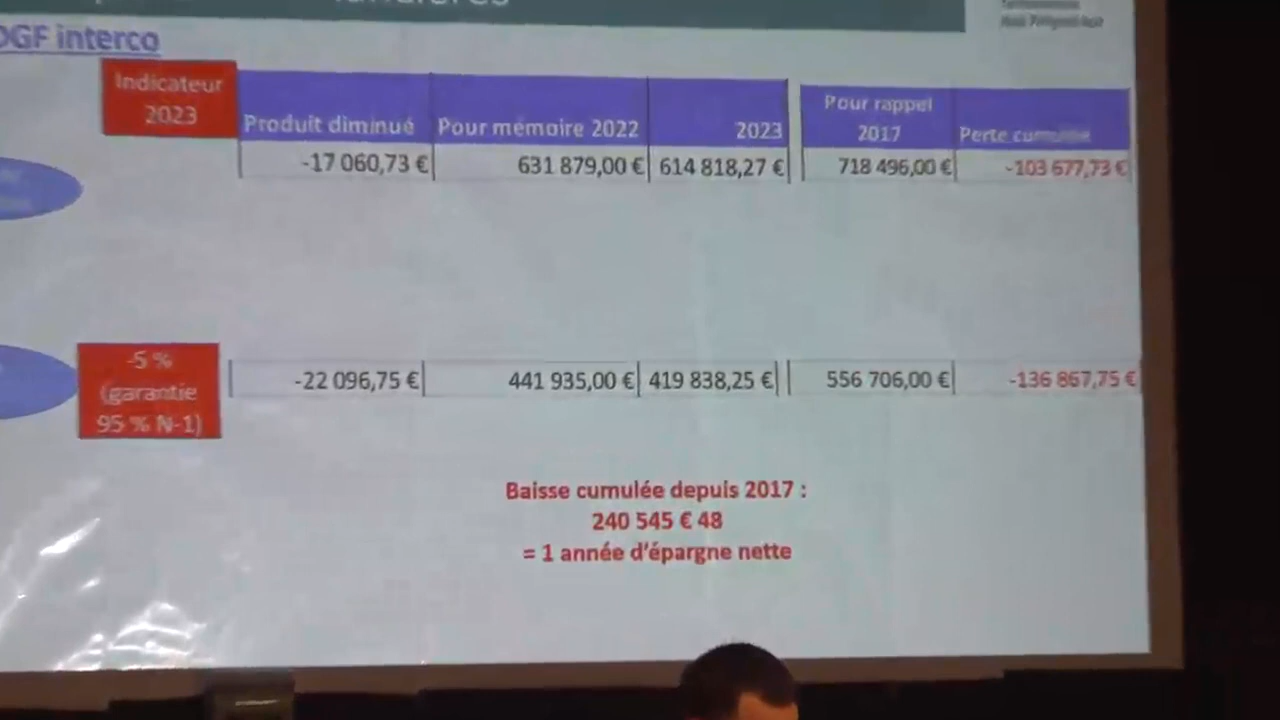 DGF interco
Indicateur
2023
Produit diminué
Pour mémoire 2022
2023
Pour rappel
2017
Perte cumulée
-17 060,73 €
631 879,00 €
614 818,27 €
718 496,00 €
-103 677,73 €
-5 %
(garantie
95 % N-1)
-22 096,75 €
441 935,00 €
419 838,25 €
556 706,00 €
-136 867,75 €
Baisse cumulée depuis 2017 :
240 545 € 48
= 1 année d'épargne nette